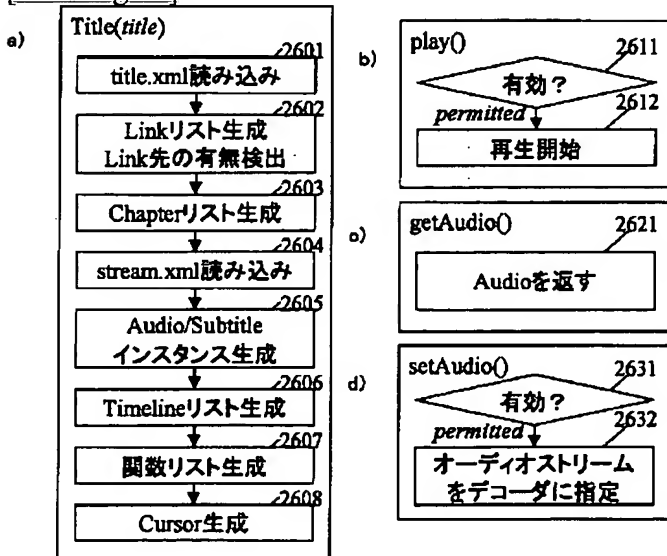 a)
Title(title)
2601
title.xml読み込み
2602
Linkリスト生成
Link先の有無検出
2603
Chapterリスト生成
2604
stream.xml読み込み
2605
Audio/Subtitle
インスタンス生成
2606
Timelineリスト生成
2607
関数リスト生成
2608
Cursor生成
b)
play()
2611
有効？
permitted
2612
再生開始
c)
getAudio()
2621
Audioを返す
d)
setAudio()
2631
有効？
permitted
2632
オーディオストリーム
をデコーダに指定